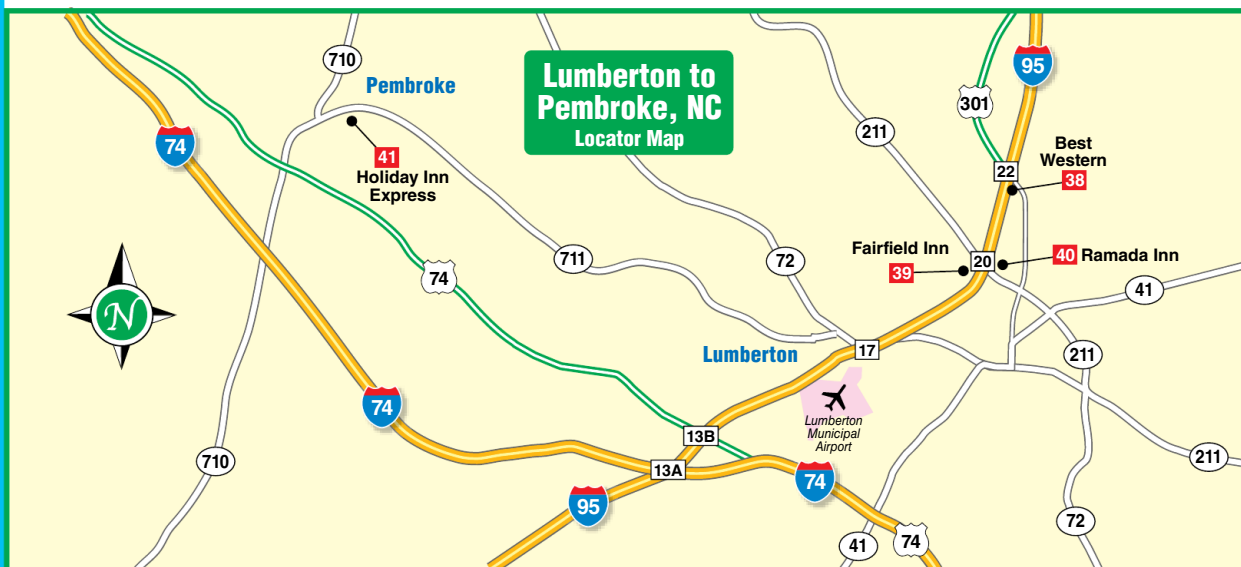 Lumberton to
Pembroke, NC
Locator Map
710
Pembroke
95
301
211
74
41
Holiday Inn
Express
Best
Western
22
38
Fairfield Inn
39
20
40 Ramada Inn
711
72
74
41
N
Lumberton
17
211
74
Lumberton
Municipal
Airport
13B
710
13A
211
74
95
72
41
74